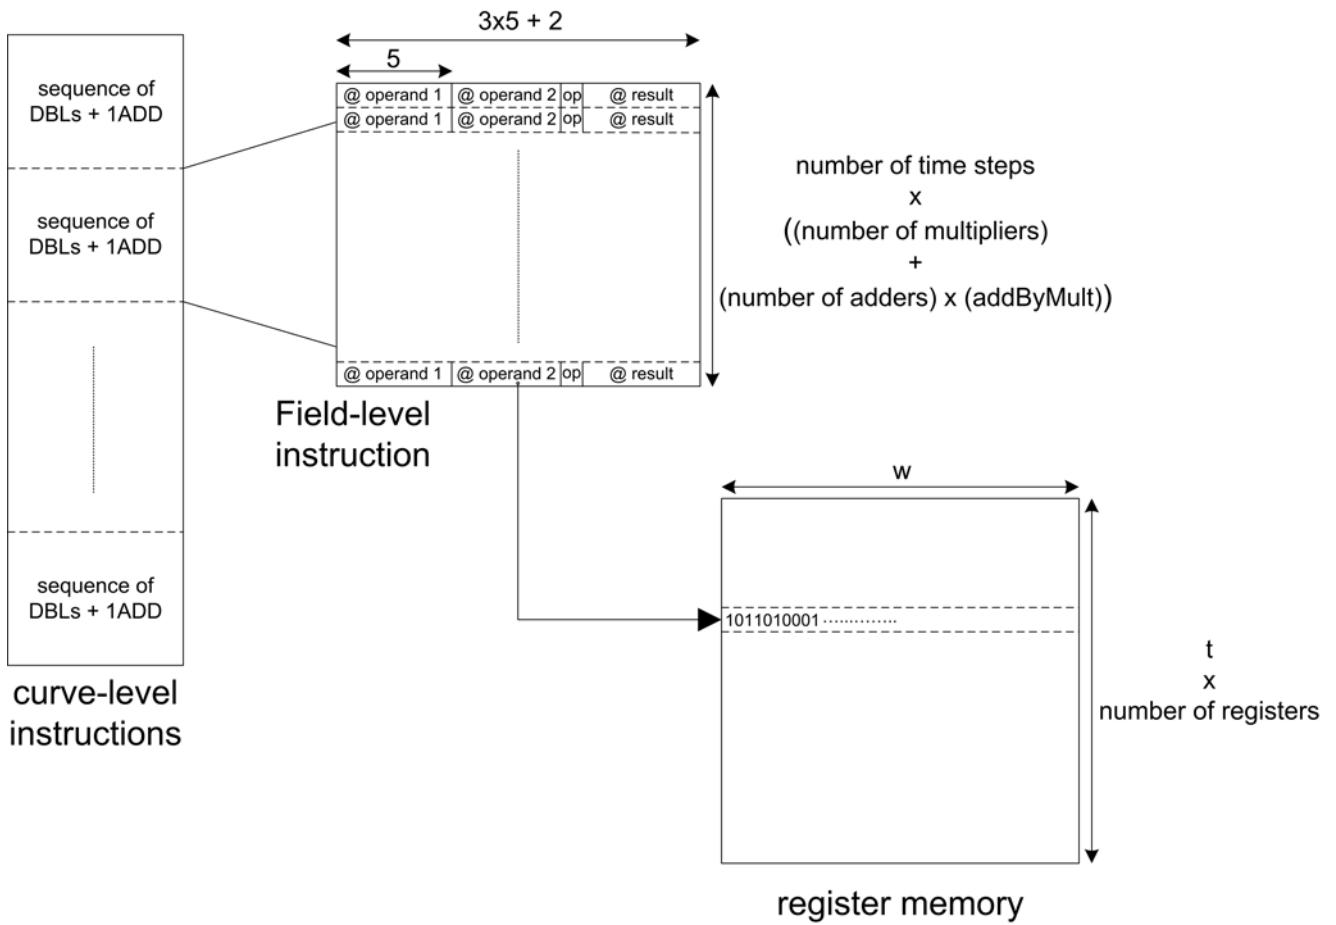 3x5 + 2
5
sequence of
DBLs + 1ADD
sequence of
DBLs + 1ADD
sequence of
DBLs + 1ADD
curve-level
instructions
@ operand 1 @ operand 2 op @ result
@ operand 1 @ operand 2 op @ result
@ operand 1 @ operand 2 op @ result
Field-level
instruction
number of time steps
x
((number of multipliers)
+
(number of adders) x (addByMult))
w
1011010001
t
x
number of registers
register memory